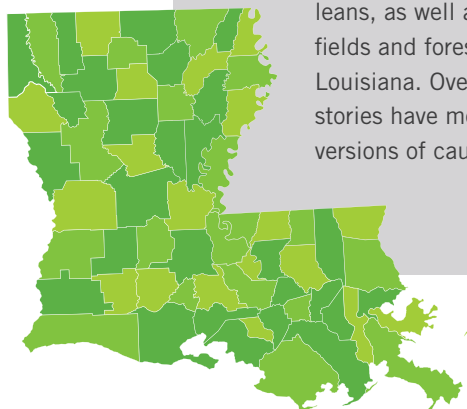 leans, as well a
fields and fores
Louisiana. Ove
stories have mo
versions of cau